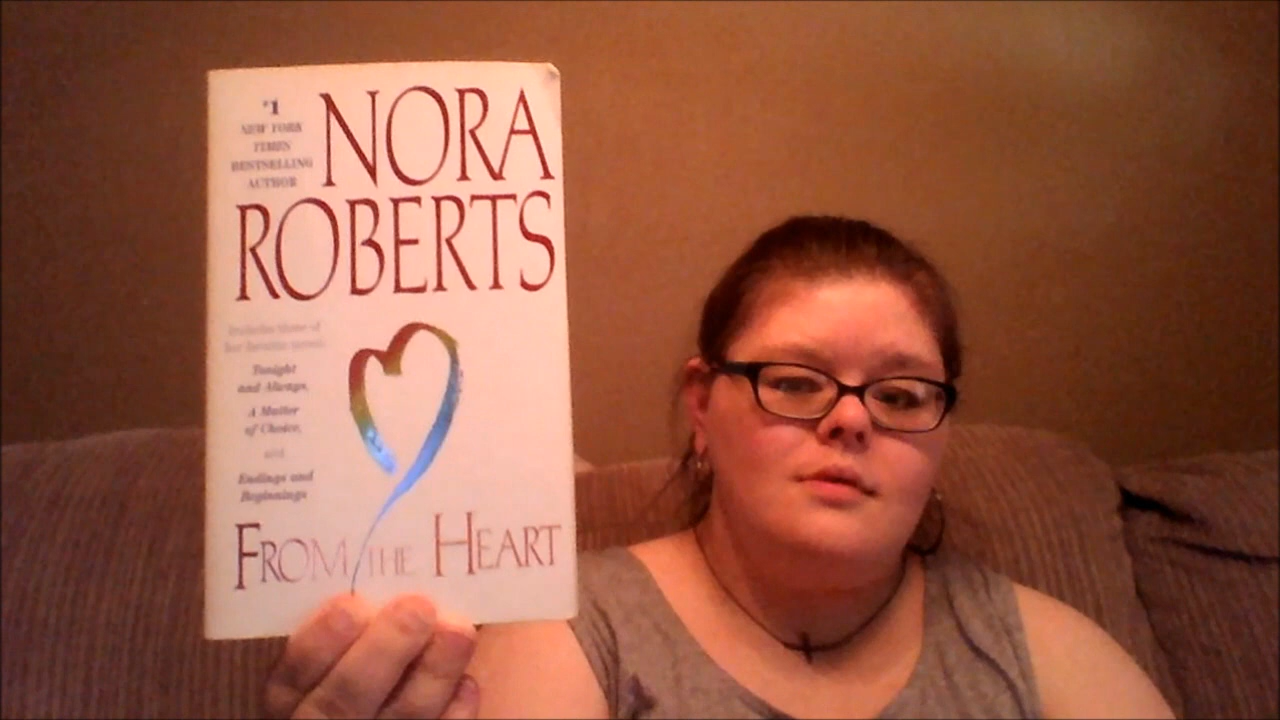 #1
NEW YORK
TIMES
BESTSELLING
AUTHOR
NORA
ROBERTS
Includes three of
her favorite novels
Tonight
and Always,
A Matter
of Choice,
and
Endings and
Beginnings
FROM THE HEART